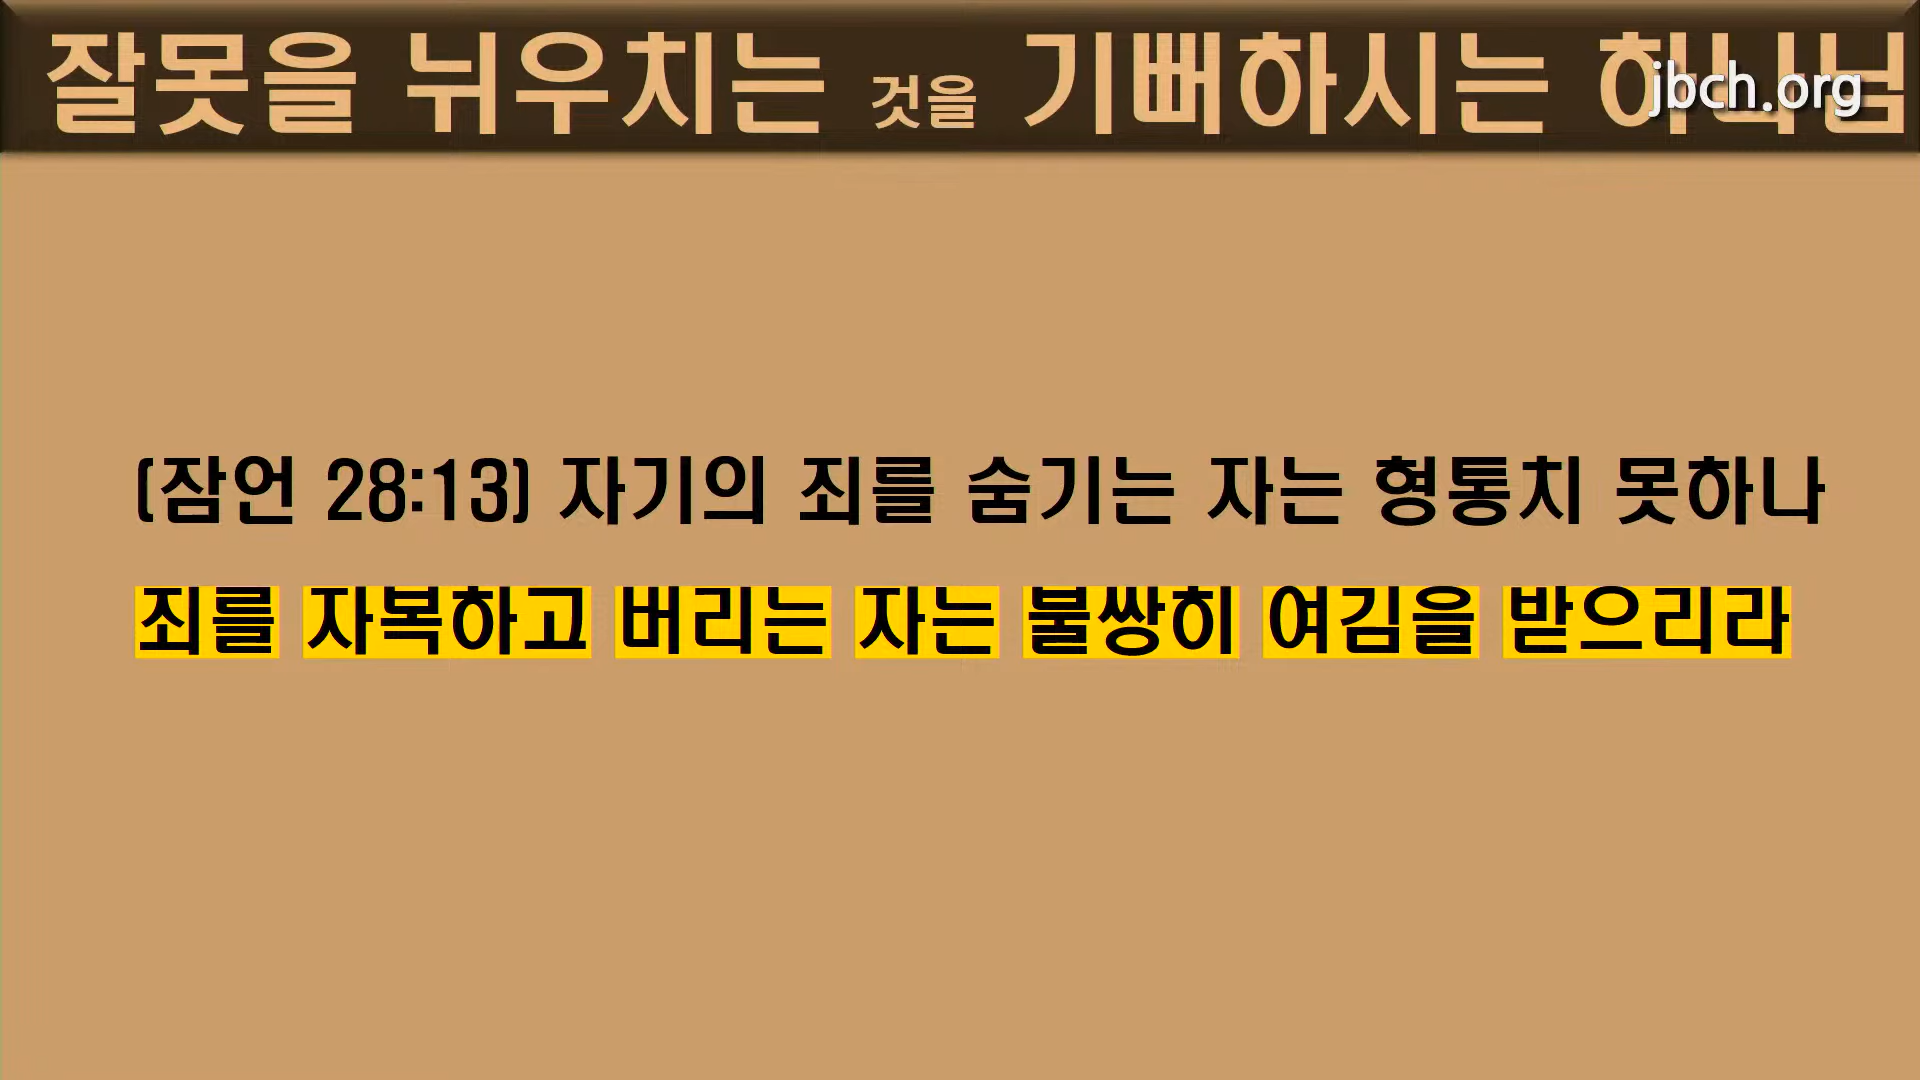 잘못을 뉘우치는 것을 기뻐하시는 하나님
jbch.org
(잠언 28:13) 자기의 죄를 숨기는 자는 형통치 못하나
죄를 자복하고 버리는 자는 불쌍히 여김을 받으리라